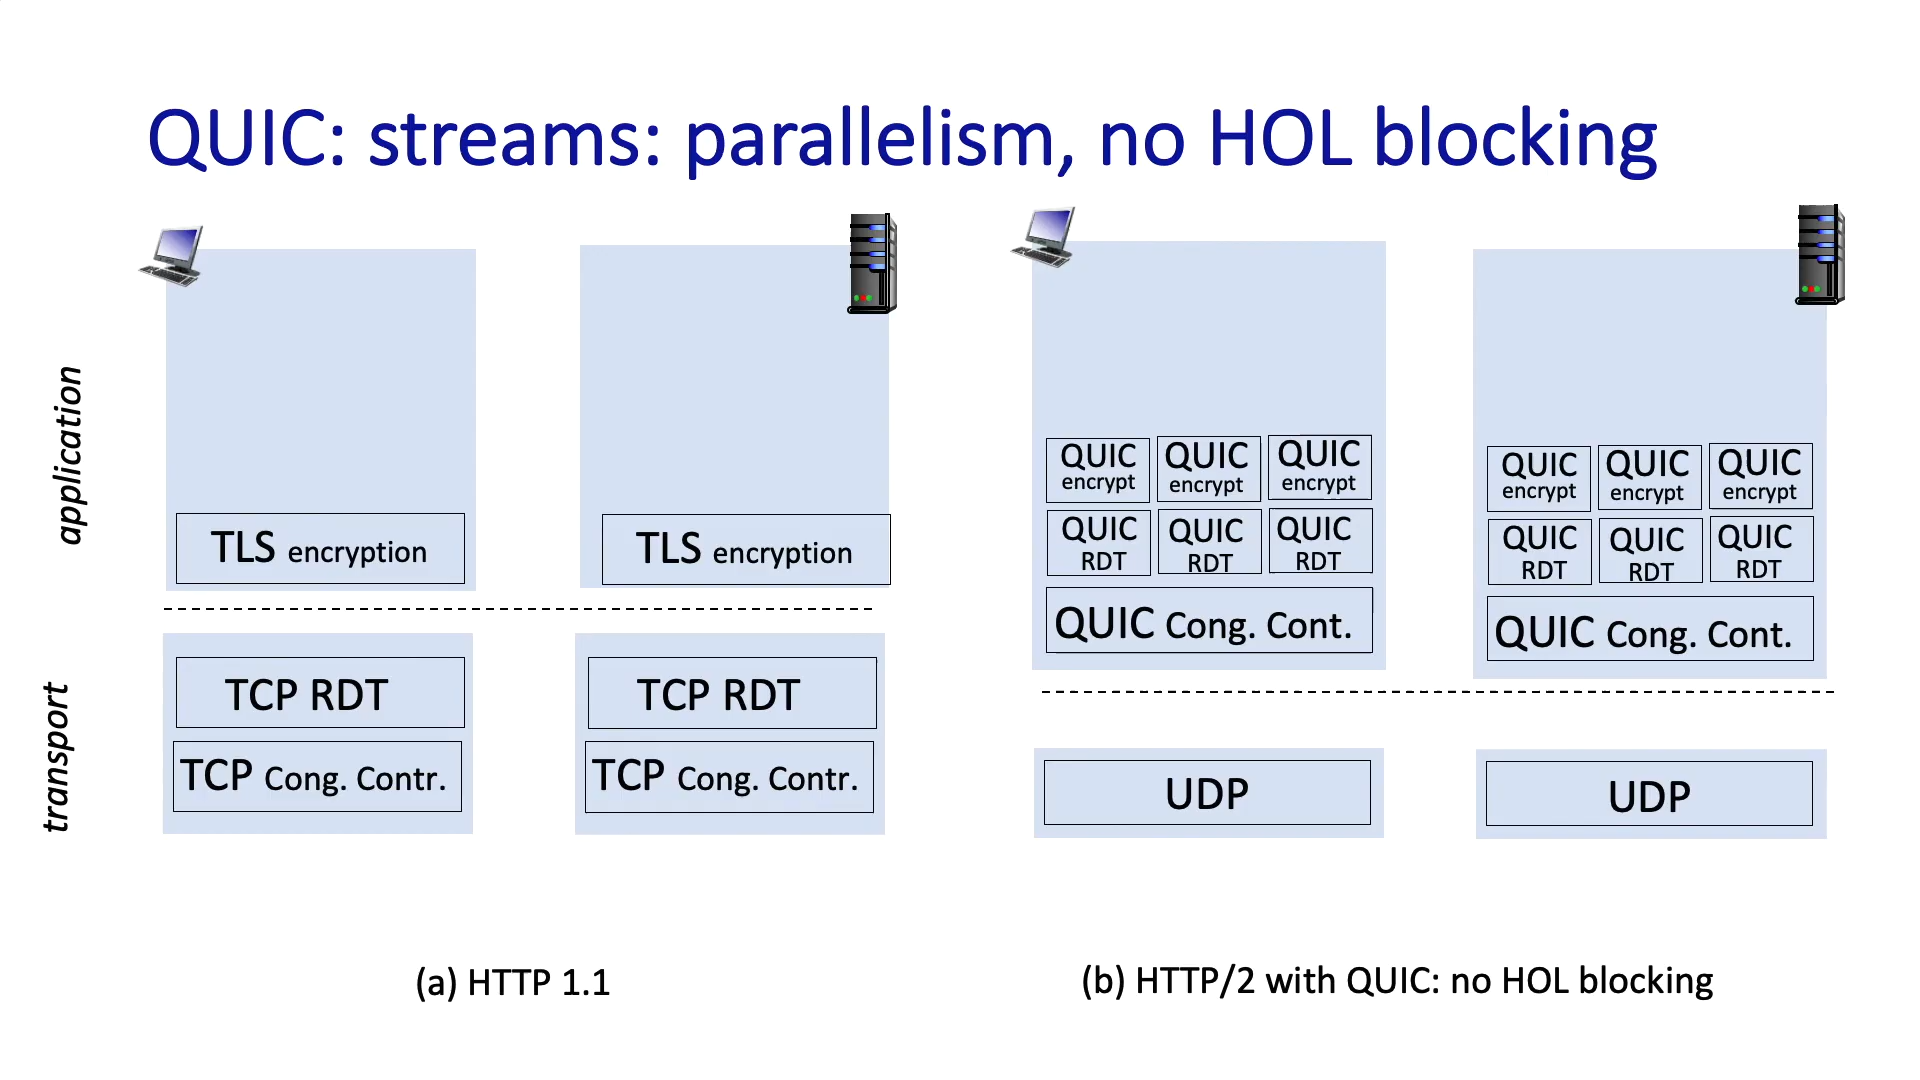 QUIC: streams: parallelism, no HOL blocking
application
transport
TLS encryption
TCP RDT
TCP Cong. Contr.
TLS encryption
TCP RDT
TCP Cong. Contr.
(a) HTTP 1.1
QUIC encrypt
QUIC encrypt
QUIC encrypt
QUIC RDT
QUIC RDT
QUIC RDT
QUIC Cong. Cont.
UDP
QUIC encrypt
QUIC encrypt
QUIC encrypt
QUIC RDT
QUIC RDT
QUIC RDT
QUIC Cong. Cont.
UDP
(b) HTTP/2 with QUIC: no HOL blocking